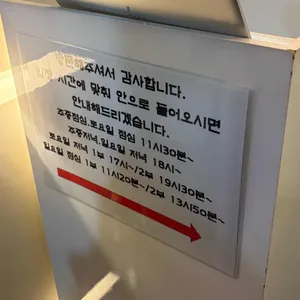 방문해주셔서 감사합니다.
시간에 맞춰 안으로 들어오시면
안내해드리겠습니다.
주중점심.토요일 점심 11시30분~
주중저녁.일요일 저녁 18시~
토요일 저녁 1부 17시~/2부 19시30분~
일요일 점심 1부 11시20분~/2부 13시50분~